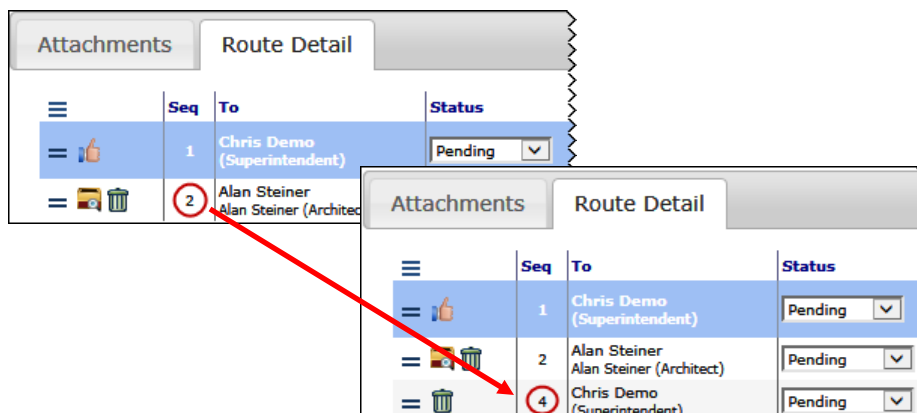 Attachments Route Detail
Seq To Status
1 Chris Demo (Superintendent) Pending
2 Alan Steiner
Alan Steiner (Architec
Attachments Route Detail
Seq To Status
1 Chris Demo (Superintendent) Pending
2 Alan Steiner
Alan Steiner (Architect) Pending
4 Chris Demo
(Superintendent) Pending